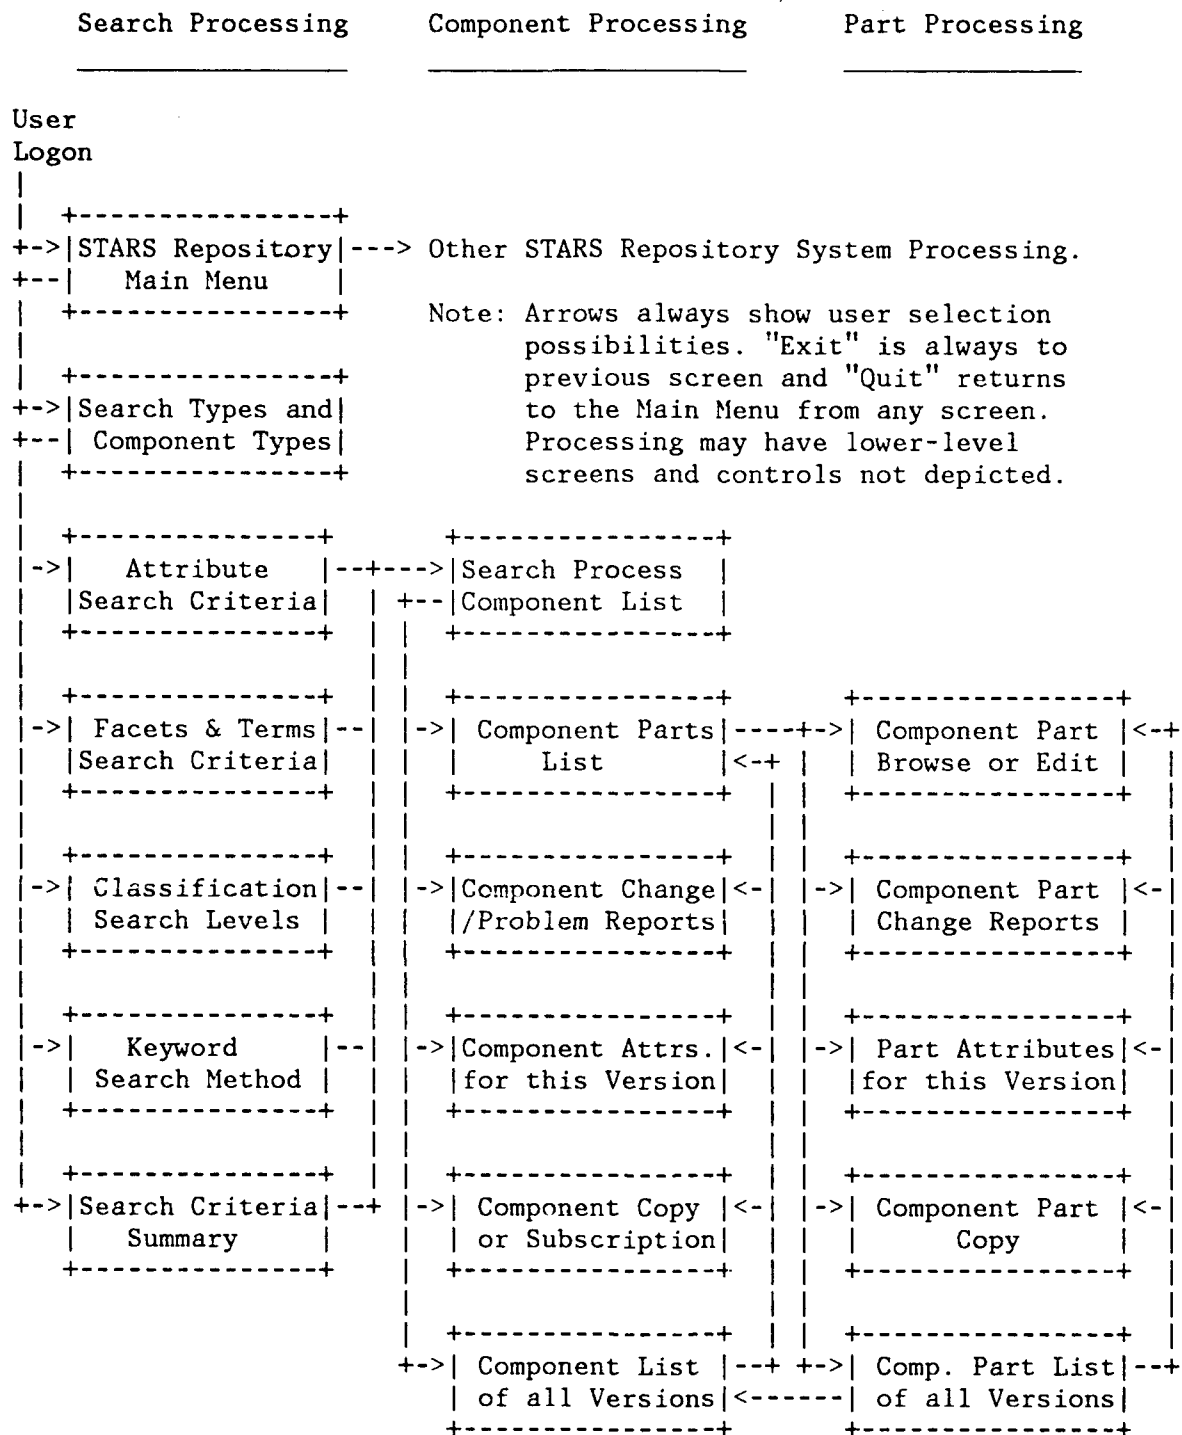 Search Processing
Component Processing
Part Processing
User
Logon
STARS Repository
Main Menu
Other STARS Repository System Processing.
Note: Arrows always show user selection
possibilities. "Exit" is always to
previous screen and "Quit" returns
to the Main Menu from any screen.
Processing may have lower-level
screens and controls not depicted.
Search Types and
Component Types
Attribute
Search Criteria
Search Process
Component List
Facets & Terms
Search Criteria
Component Parts
List
Component Part
Browse or Edit
Classification
Search Levels
Component Change
/Problem Reports
Component Part
Change Reports
Keyword
Search Method
Component Attrs.
for this Version
Part Attributes
for this Version
Search Criteria
Summary
Component Copy
or Subscription
Component Part
Copy
Component List
of all Versions
Comp. Part List
of all Versions